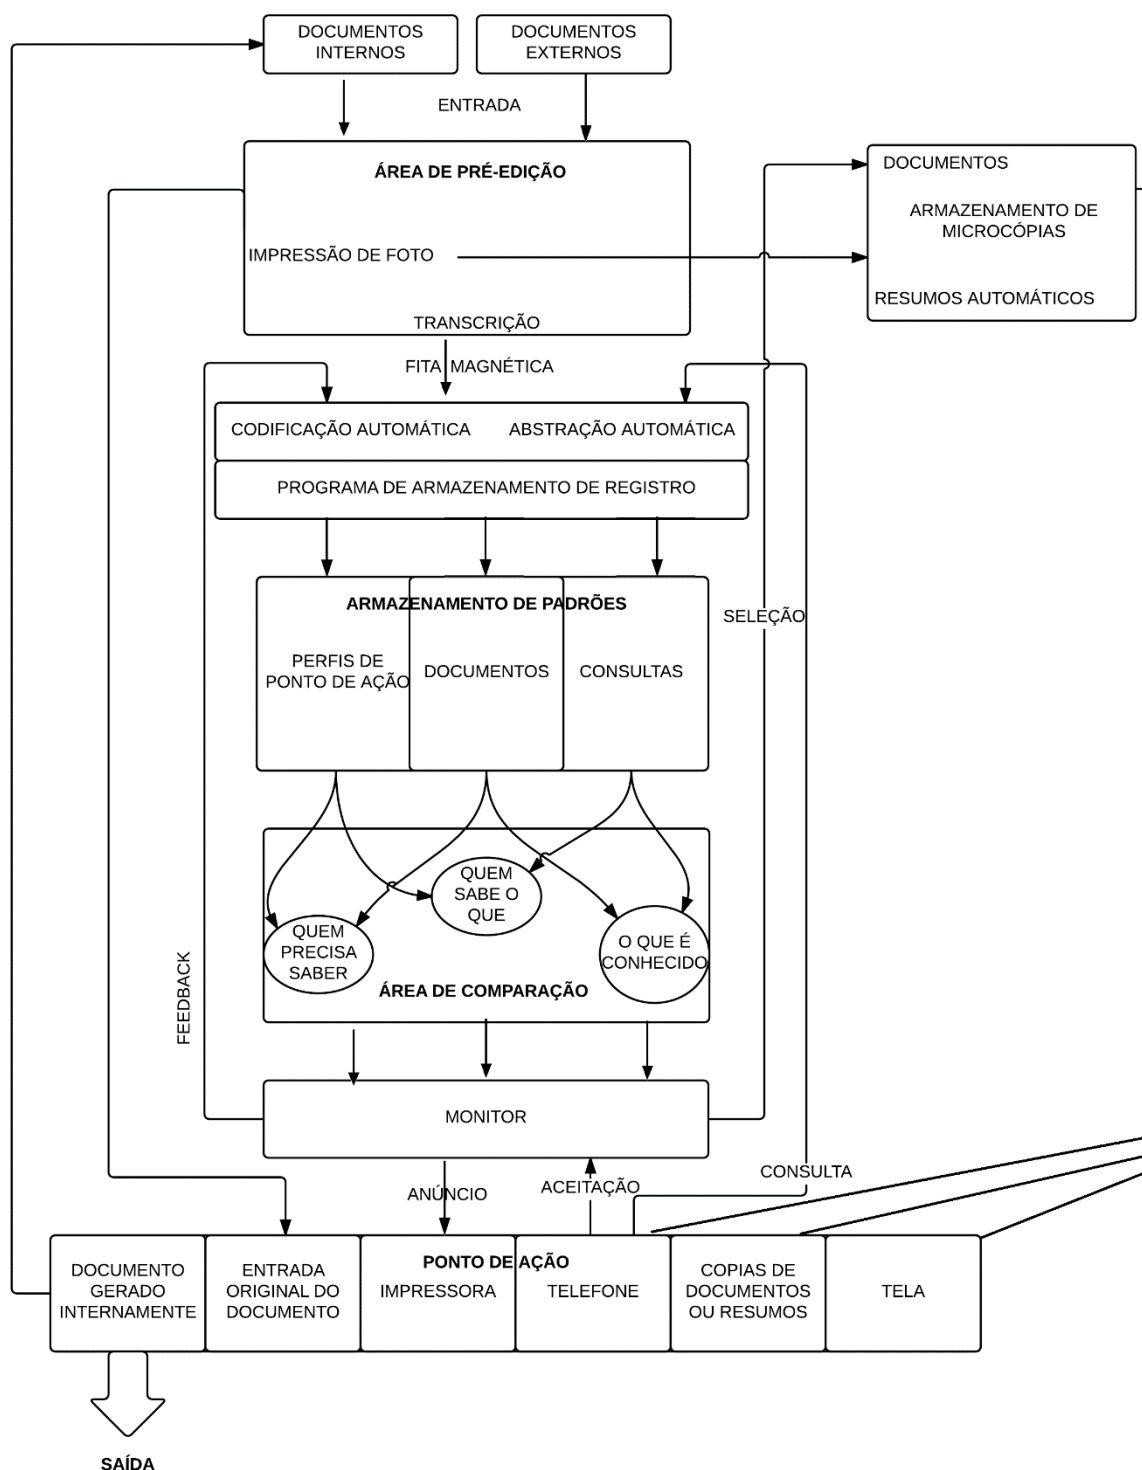 DOCUMENTOS
INTERNOS
DOCUMENTOS
EXTERNOS
ENTRADA
ÁREA DE PRÉ-EDIÇÃO
IMPRESSÃO DE FOTO
TRANSCRIÇÃO
DOCUMENTOS
ARMAZENAMENTO DE
MICROCÓPIAS
RESUMOS AUTOMÁTICOS
FITA MAGNÉTICA
CODIFICAÇÃO AUTOMÁTICA
ABSTRAÇÃO AUTOMÁTICA
PROGRAMA DE ARMAZENAMENTO DE REGISTRO
ARMAZENAMENTO DE PADRÕES
SELEÇÃO
PERFIS DE
PONTO DE AÇÃO
DOCUMENTOS
CONSULTAS
QUEM
SABE O
QUE
QUEM
PRECISA
SABER
O QUE É
CONHECIDO
ÁREA DE COMPARAÇÃO
FEEDBACK
MONITOR
ANÚNCIO
ACEITAÇÃO
CONSULTA
PONTO DE AÇÃO
DOCUMENTO
GERADO
INTERNAMENTE
ENTRADA
ORIGINAL DO
DOCUMENTO
IMPRESSORA
TELEFONE
COPIAS DE
DOCUMENTOS
OU RESUMOS
TELA
SAÍDA